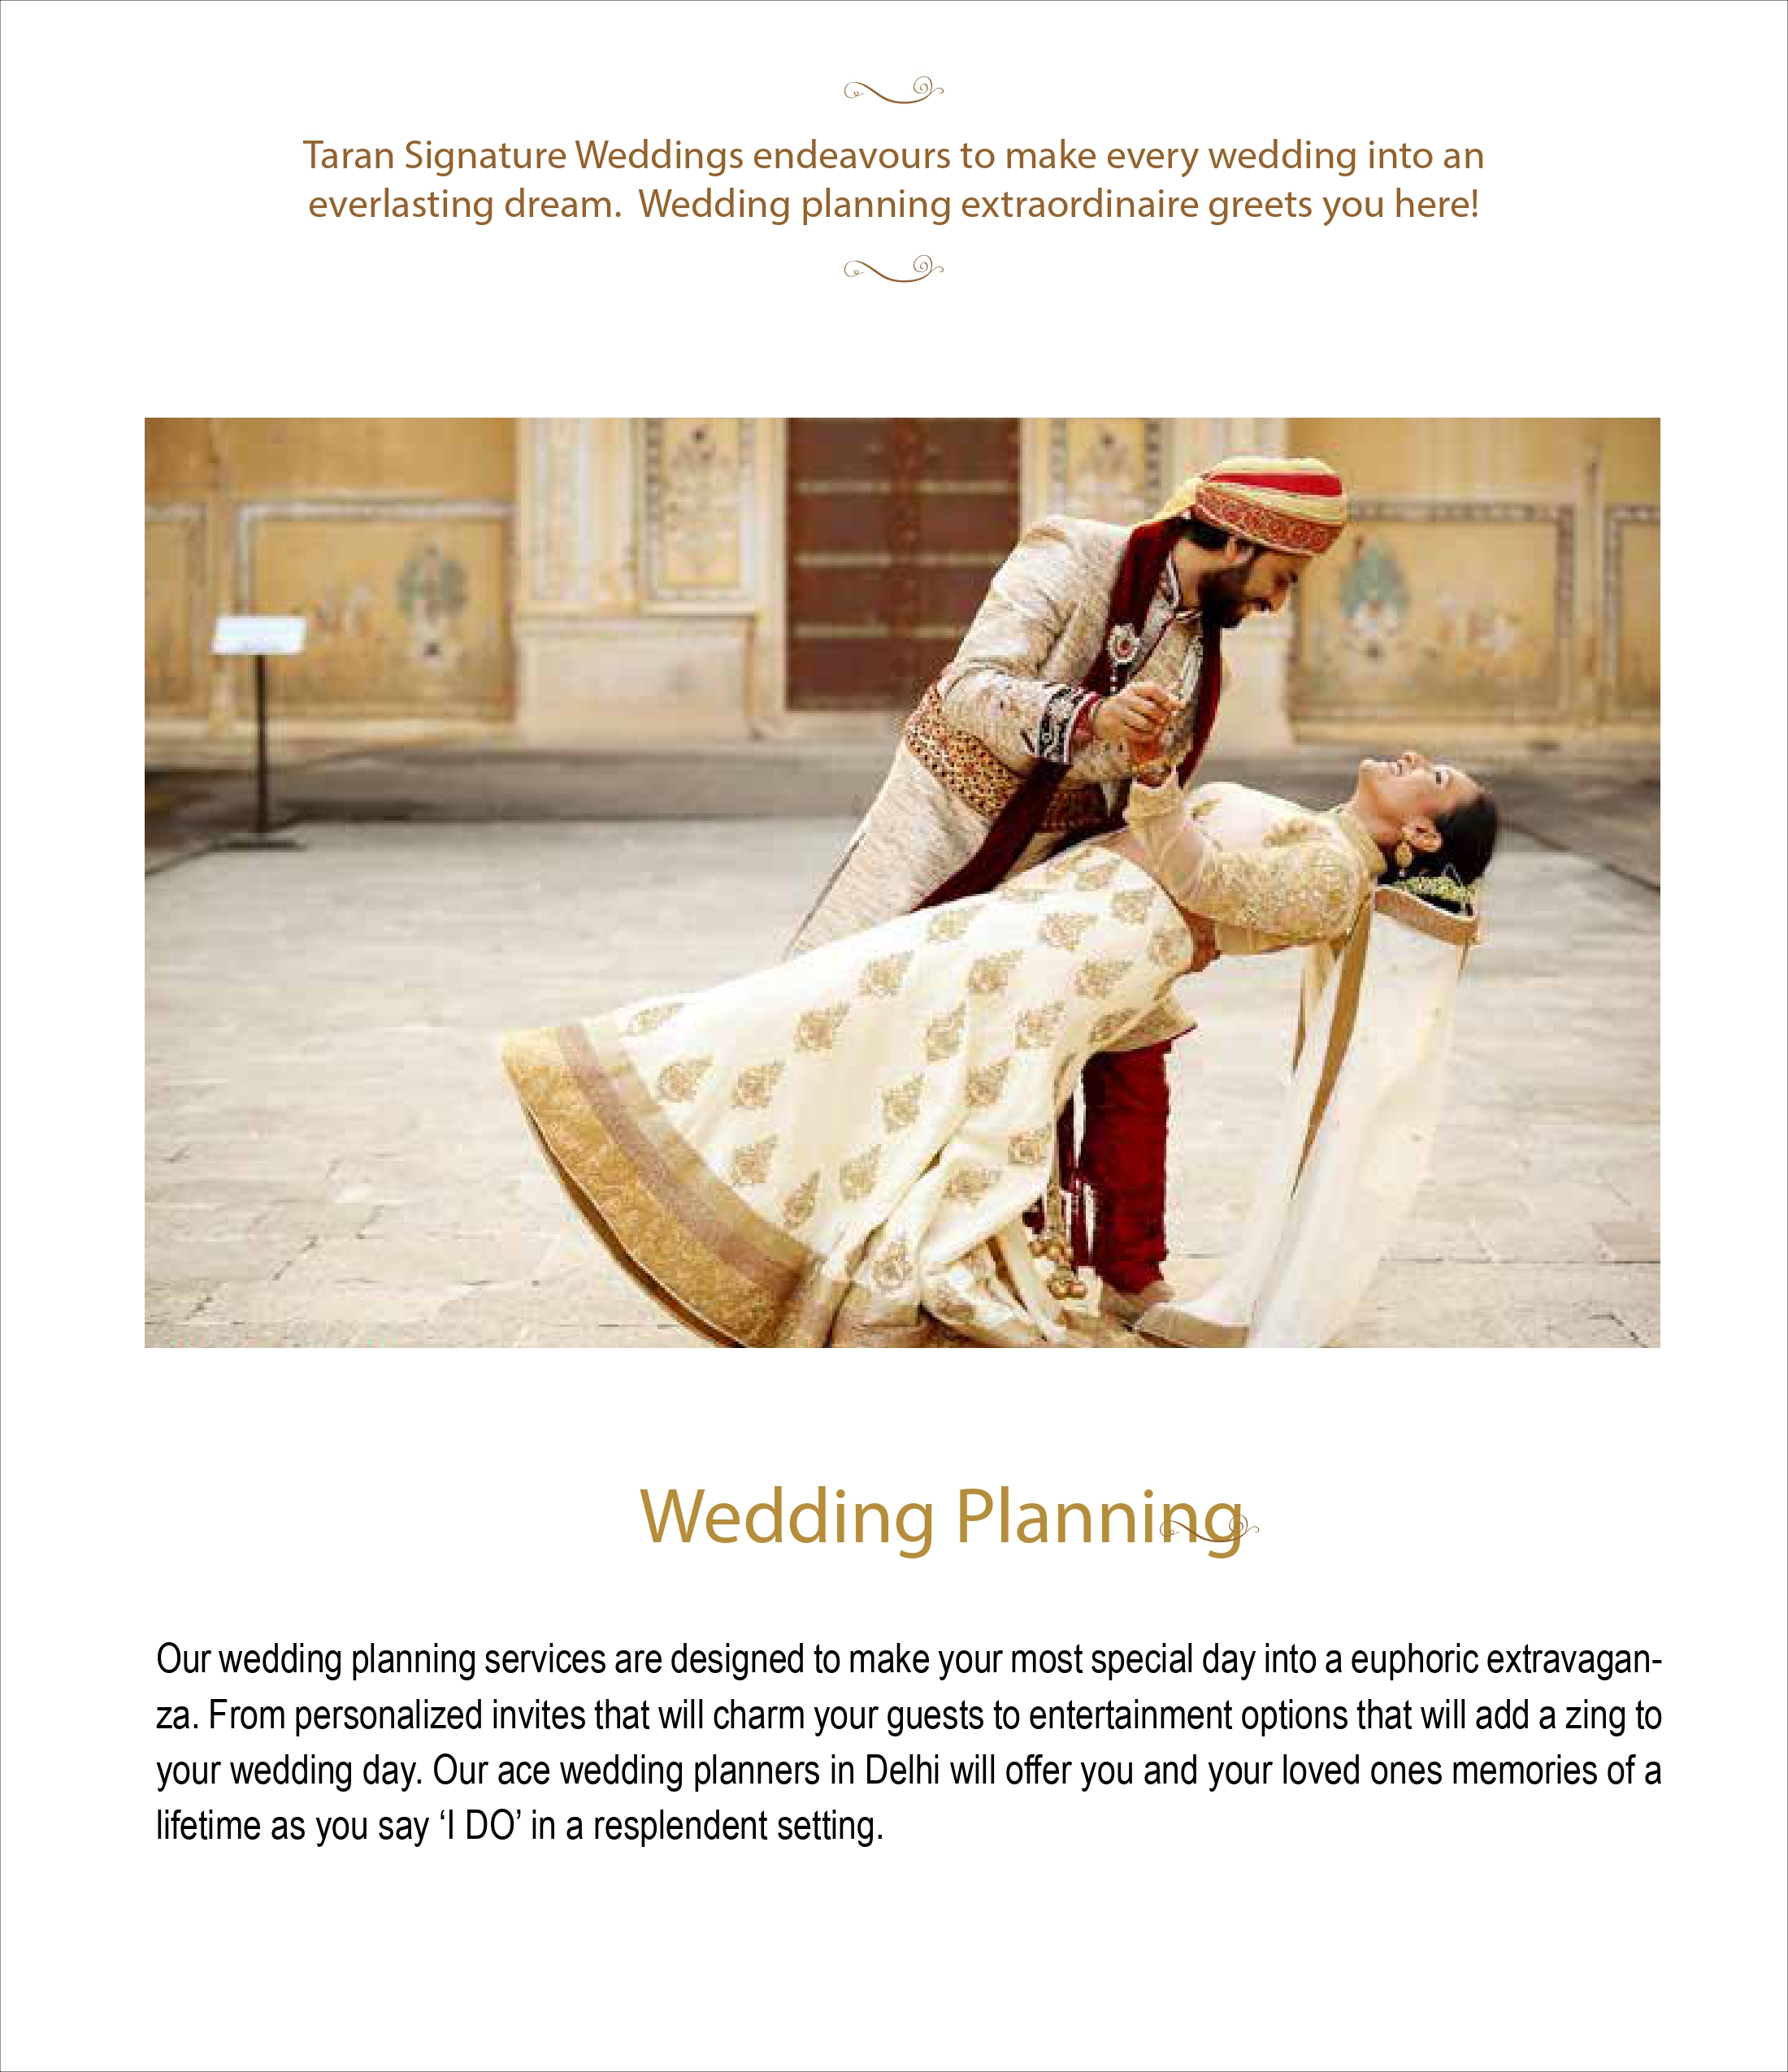 Taran Signature Weddings endeavours to make every wedding into an
everlasting dream.  Wedding planning extraordinaire greets you here!
Wedding Planning
Our wedding planning services are designed to make your most special day into a euphoric extravagan-
za. From personalized invites that will charm your guests to entertainment options that will add a zing to
your wedding day. Our ace wedding planners in Delhi will offer you and your loved ones memories of a
lifetime as you say ‘I DO’ in a resplendent setting.